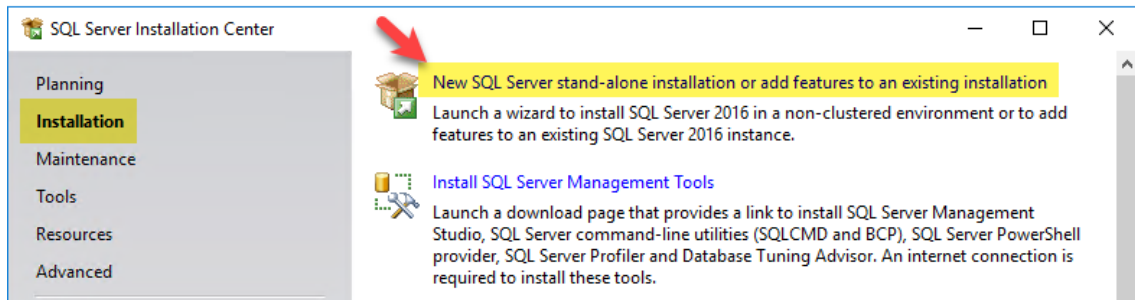 SQL Server Installation Center
Planning
Installation
Maintenance
Tools
Resources
Advanced
New SQL Server stand-alone installation or add features to an existing installation
Launch a wizard to install SQL Server 2016 in a non-clustered environment or to add
features to an existing SQL Server 2016 instance.
Install SQL Server Management Tools
Launch a download page that provides a link to install SQL Server Management
Studio, SQL Server command-line utilities (SQLCMD and BCP), SQL Server PowerShell
provider, SQL Server Profiler and Database Tuning Advisor. An internet connection is
required to install these tools.